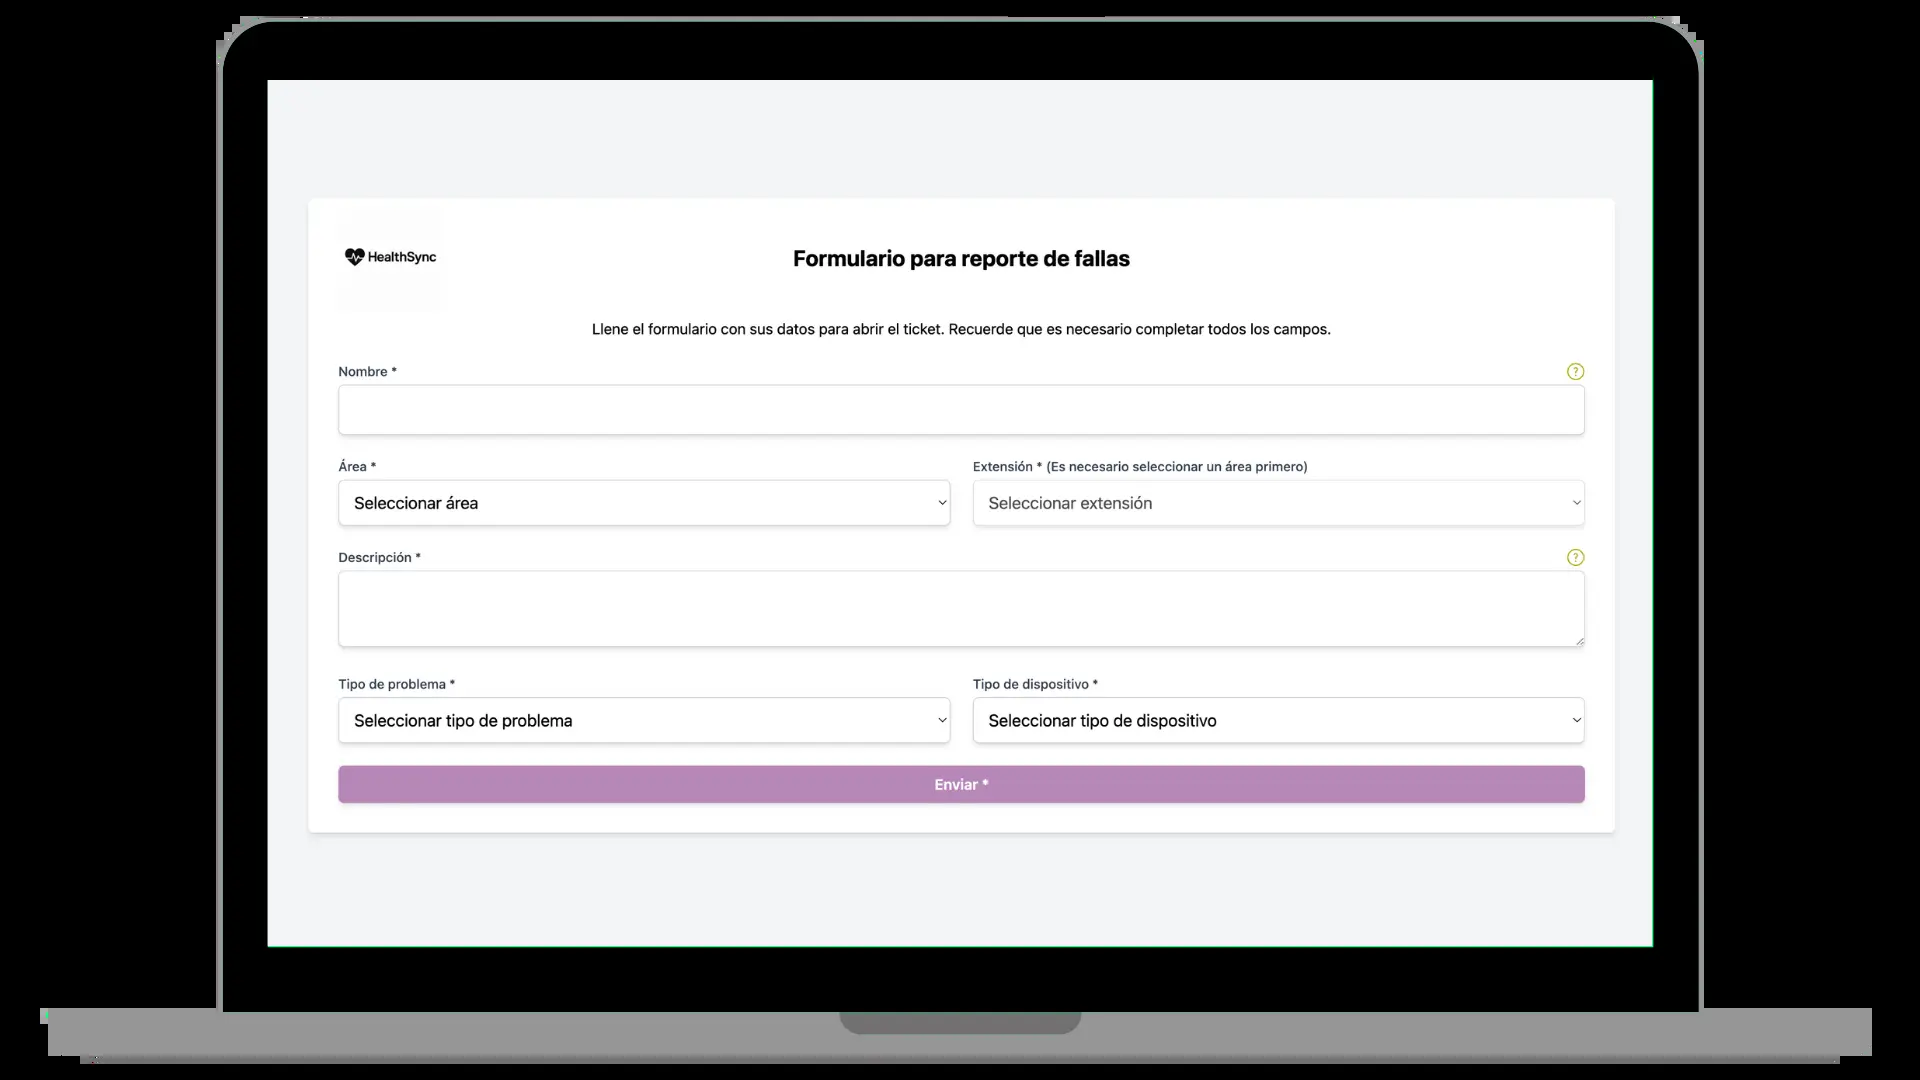 HealthSync
Formulario para reporte de fallas
Llene el formulario con sus datos para abrir el ticket. Recuerde que es necesario completar todos los campos.
Nombre *
?
Área *
Extensión * (Es necesario seleccionar un área primero)
Seleccionar área
Seleccionar extensión
Descripción *
?
Tipo de problema *
Tipo de dispositivo *
Seleccionar tipo de problema
Seleccionar tipo de dispositivo
Enviar *